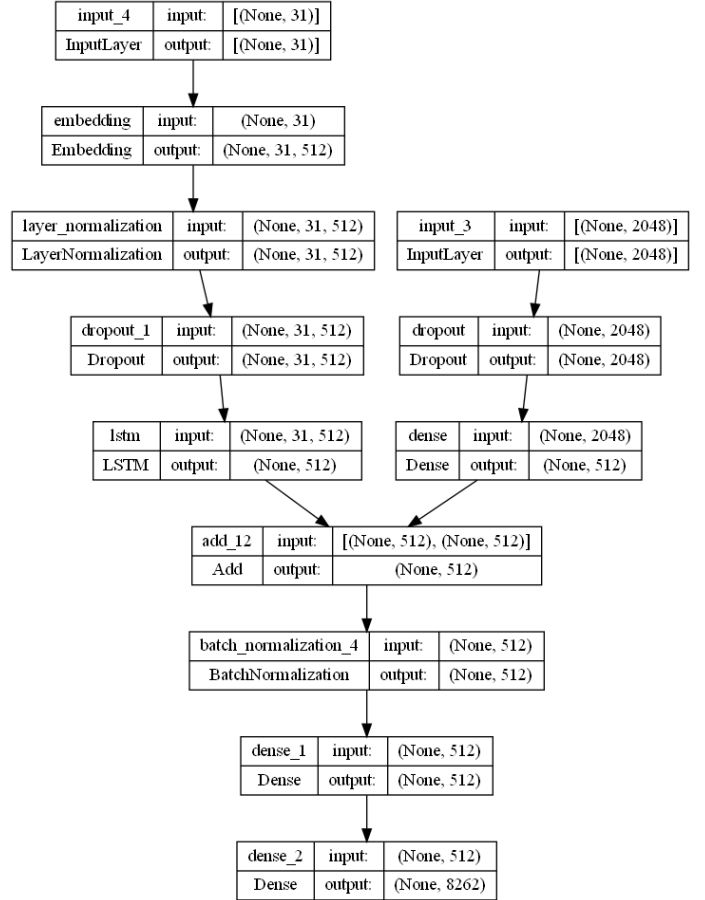 input_4 input: [(None, 31)]
InputLayer output: [(None, 31)]
embedding input: (None, 31)
Embedding output: (None, 31, 512)
layer_normalization input: (None, 31, 512)
LayerNormalization output: (None, 31, 512)
input_3 input: [(None, 2048)]
InputLayer output: [(None, 2048)]
dropout_1 input: (None, 31, 512)
Dropout output: (None, 31, 512)
dropout input: (None, 2048)
Dropout output: (None, 2048)
lstm input: (None, 31, 512)
LSTM output: (None, 512)
dense input: (None, 2048)
Dense output: (None, 512)
add_12 input: [(None, 512), (None, 512)]
Add output: (None, 512)
batch_normalization_4 input: (None, 512)
BatchNormalization output: (None, 512)
dense_1 input: (None, 512)
Dense output: (None, 512)
dense_2 input: (None, 512)
Dense output: (None, 8262)